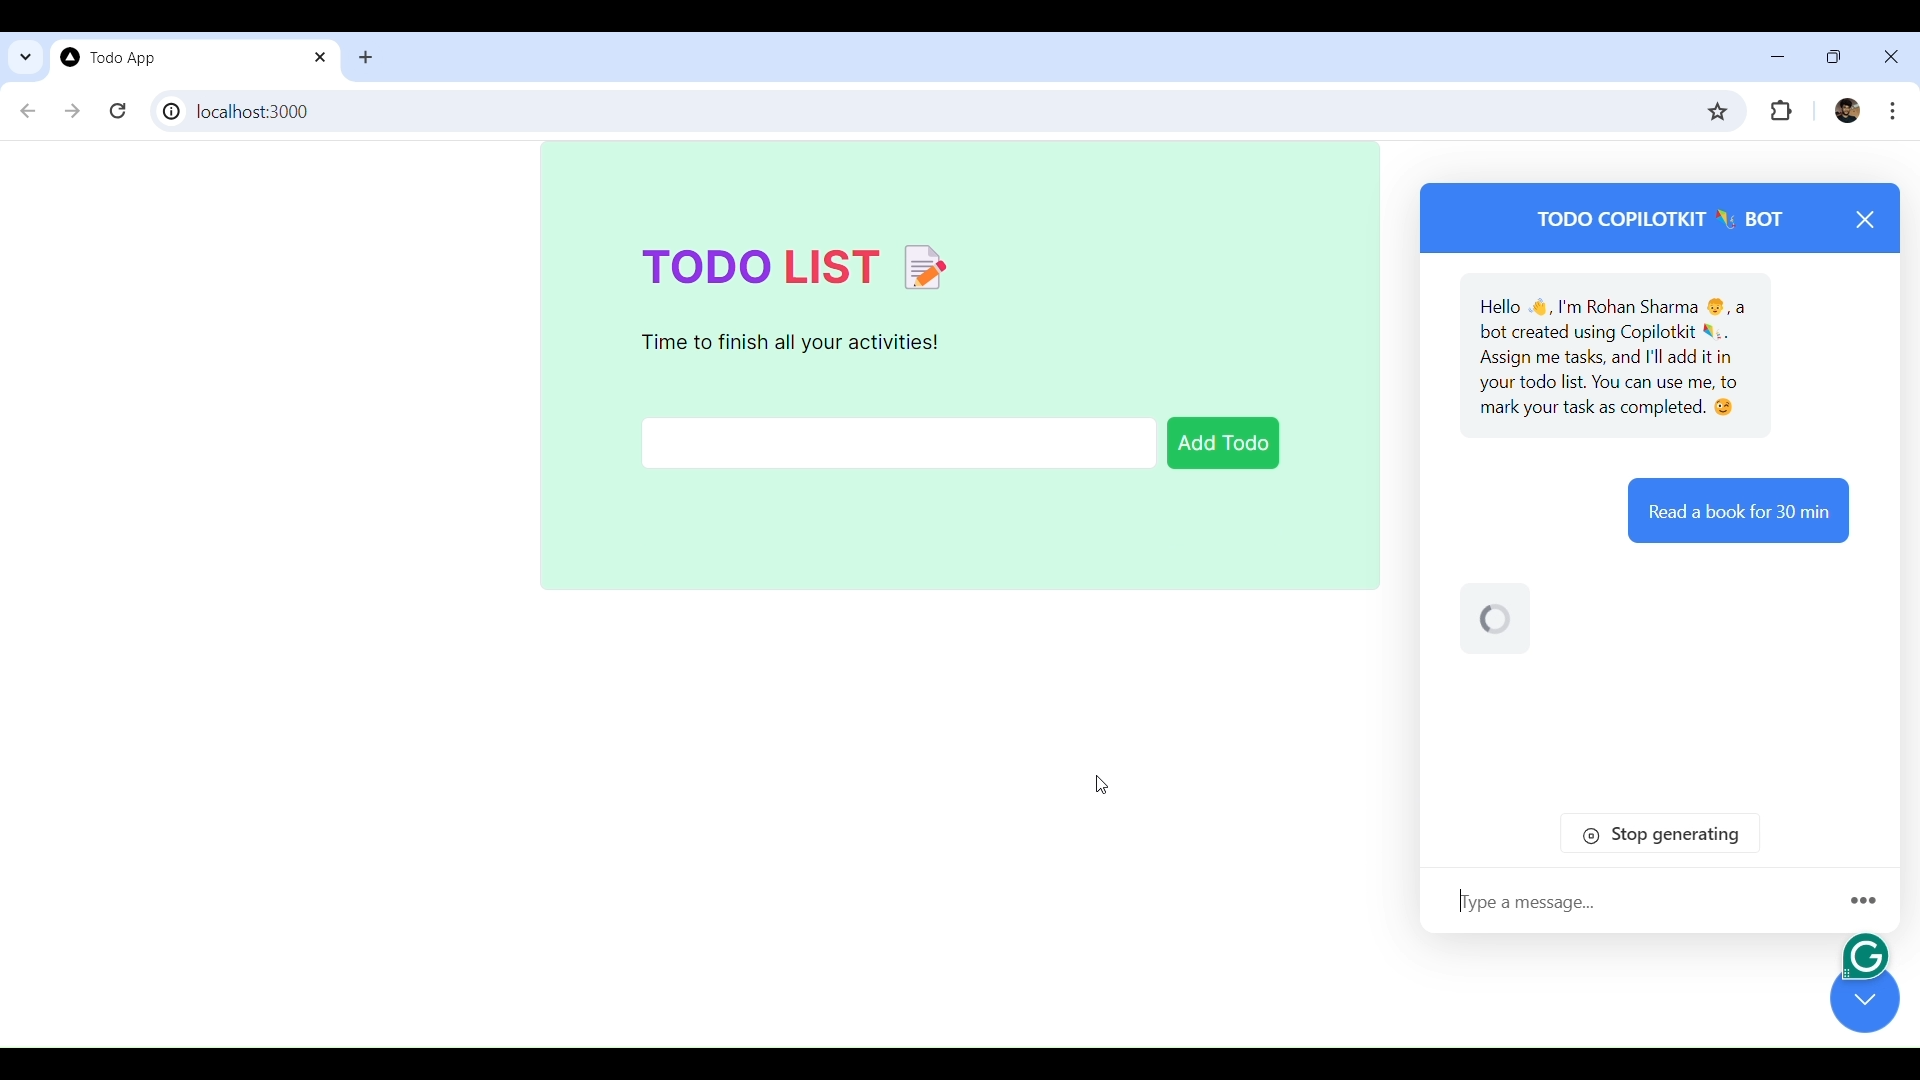 Todo App
localhost:3000
TODO LIST 📝
Time to finish all your activities!
Add Todo
TODO COPILOTKIT 🪁 BOT
Hello 👋, I'm Rohan Sharma 👨, a
bot created using Copilotkit 🪁.
Assign me tasks, and I'll add it in
your todo list. You can use me, to
mark your task as completed. 😉
Read a book for 30 min
Stop generating
Type a message...